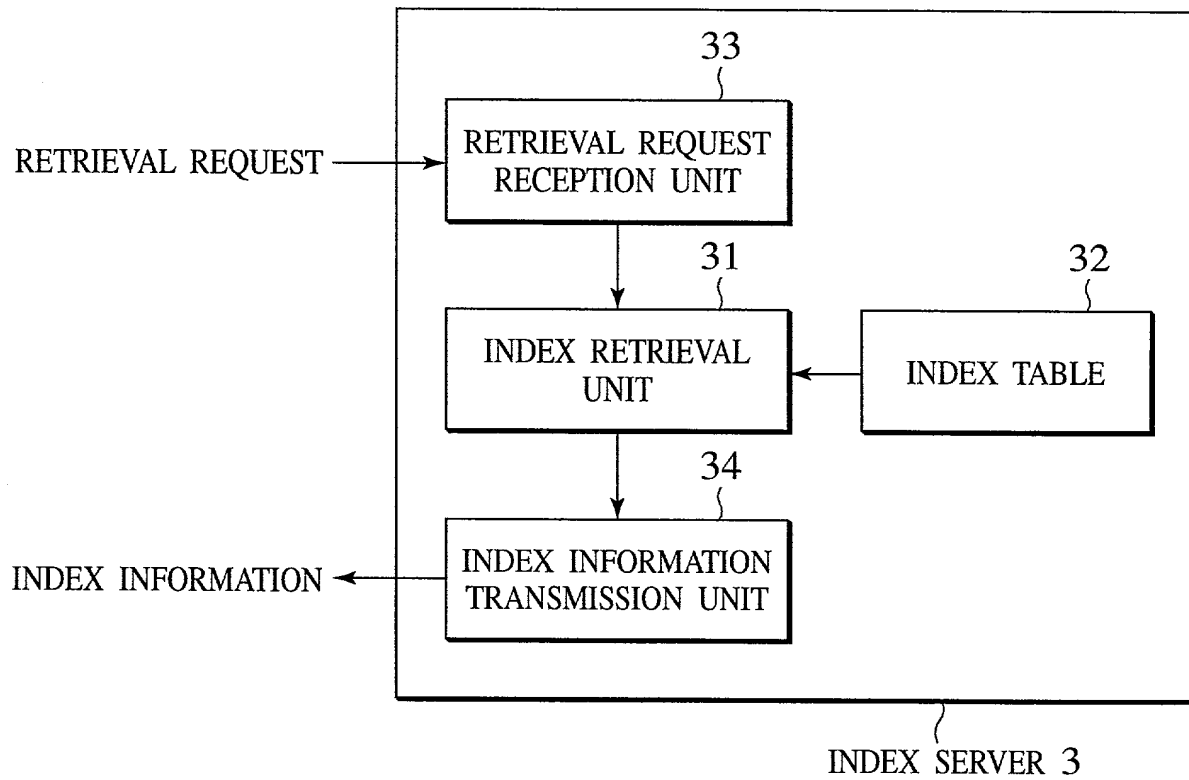 33
RETRIEVAL REQUEST
RETRIEVAL REQUEST
RECEPTION UNIT
31
32
INDEX RETRIEVAL
UNIT
INDEX TABLE
34
INDEX INFORMATION
INDEX INFORMATION
TRANSMISSION UNIT
INDEX SERVER 3